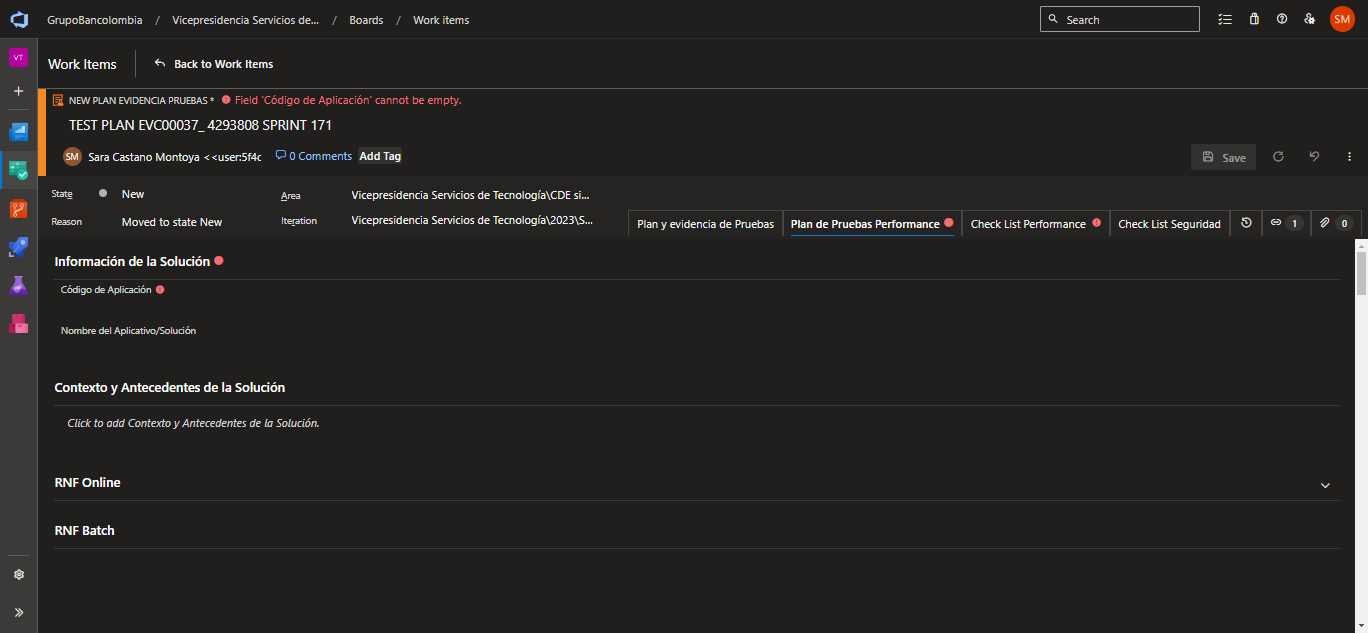 GrupoBancolombia / Vicepresidencia Servicios de... / Boards / Work items
Search
SM
VT
Work Items
Back to Work Items
NEW PLAN EVIDENCIA PRUEBAS * Field 'Código de Aplicación' cannot be empty.
TEST PLAN EVC00037_ 4293808 SPRINT 171
SM Sara Castano Montoya < <user:5f4c 0 Comments Add Tag
Save
State New
Area Vicepresidencia Servicios de Tecnología\CDE si...
Reason Moved to state New
Iteration Vicepresidencia Servicios de Tecnología\2023\S...
Plan y evidencia de Pruebas Plan de Pruebas Performance Check List Performance Check List Seguridad 1 0
Información de la Solución
Código de Aplicación
Nombre del Aplicativo/Solución
Contexto y Antecedentes de la Solución
Click to add Contexto y Antecedentes de la Solución.
RNF Online
RNF Batch